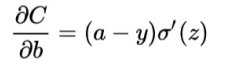 ∂C/∂b = (a − y)σ′(z)